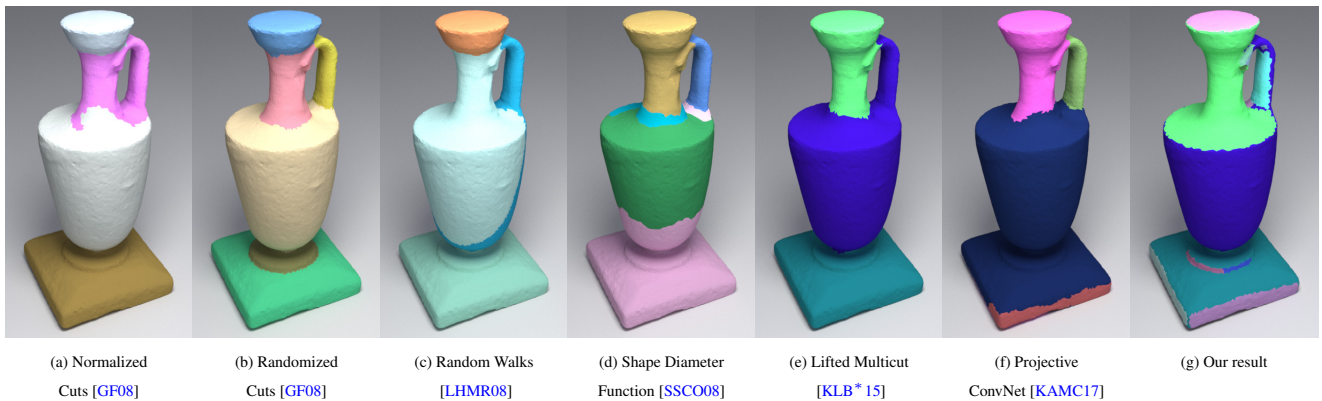 (a) Normalized
Cuts [GF08]
(b) Randomized
Cuts [GF08]
(c) Random Walks
[LHMR08]
(d) Shape Diameter
Function [SSCO08]
(e) Lifted Multicut
[KLB* 15]
(f) Projective
ConvNet [KAMC17]
(g) Our result